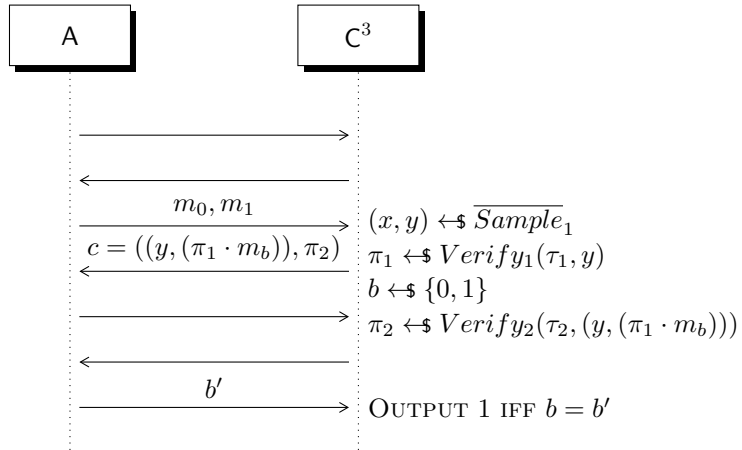 A
C³
m₀, m₁
(x, y) ←$ \overline{Sample}₁
c = ((y, (π₁ · m_b)), π₂)
π₁ ←$ Verify₁(τ₁, y)
b ←$ {0, 1}
π₂ ←$ Verify₂(τ₂, (y, (π₁ · m_b)))
b′
OUTPUT 1 IFF b = b′